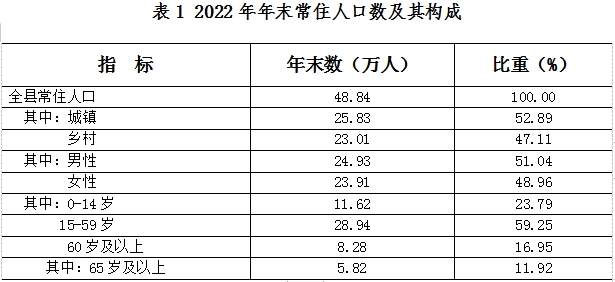 表 1 2022 年年末常住人口数及其构成
指 标 年末数（万人） 比重（%）
全县常住人口 48.84 100.00
其中：城镇 25.83 52.89
乡村 23.01 47.11
其中：男性 24.93 51.04
女性 23.91 48.96
其中：0-14 岁 11.62 23.79
15-59 岁 28.94 59.25
60 岁及以上 8.28 16.95
其中：65 岁及以上 5.82 11.92